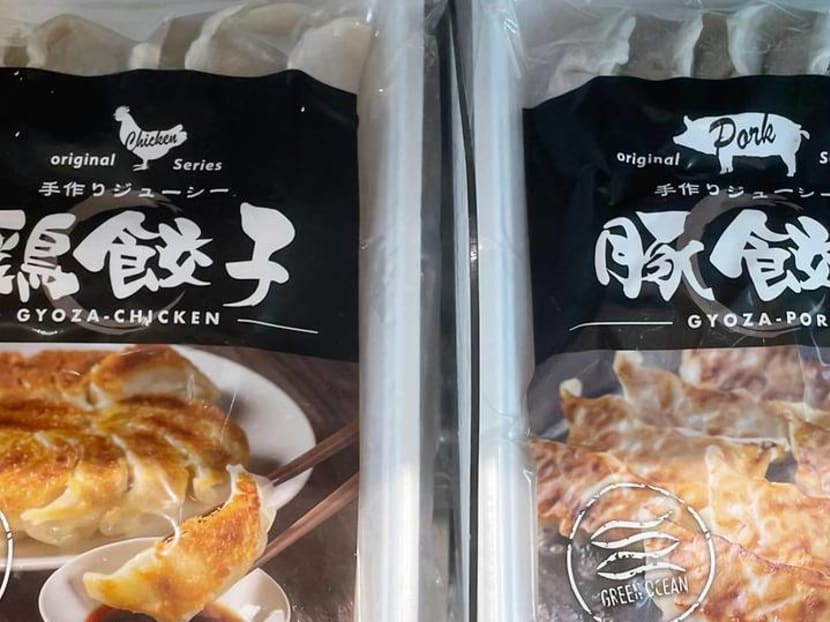 Chicken
original Series
手作りジューシー
鶏餃子
GYOZA-CHICKEN
Pork
original
手作りジューシー
豚餃
GYOZA-POR
GREEN OCEAN